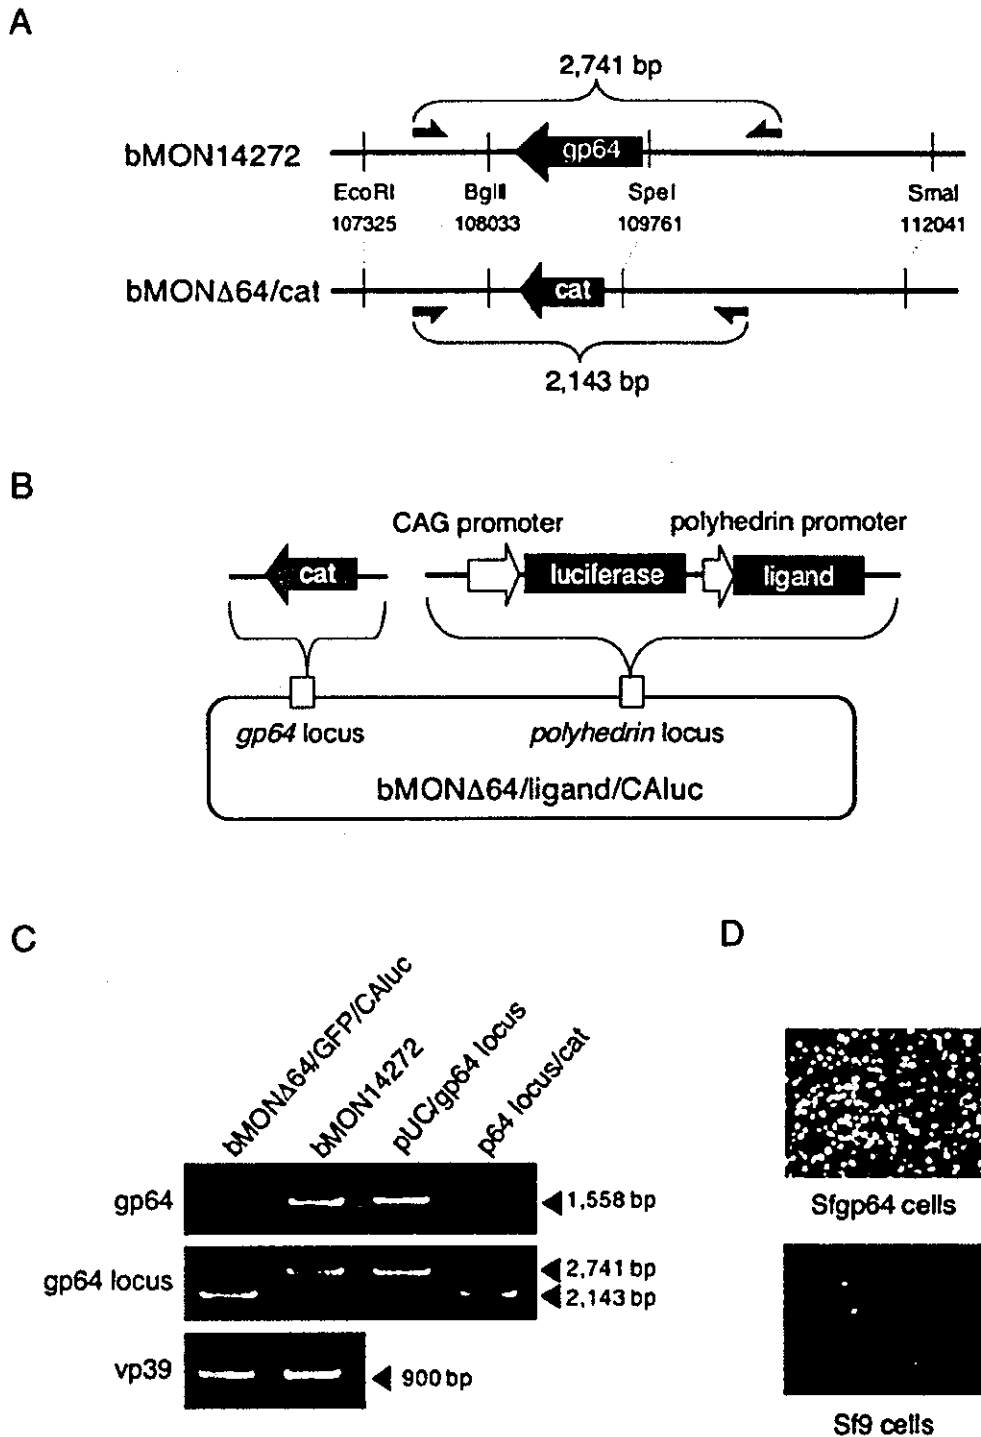 A
2,741 bp
bMON14272
gp64
EcoRI
BglII
SpeI
SmaI
107325
108033
109761
112041
bMONΔ64/cat
cat
2,143 bp
B
CAG promoter
polyhedrin promoter
cat
luciferase
ligand
gp64 locus
polyhedrin locus
bMONΔ64/ligand/CAluc
C
D
bMONΔ64/GFP/CAluc
bMON14272
pUC/gp64 locus
p64 locus/cat
gp64
1,558 bp
gp64 locus
2,741 bp
2,143 bp
vp39
900 bp
Sfgp64 cells
Sf9 cells